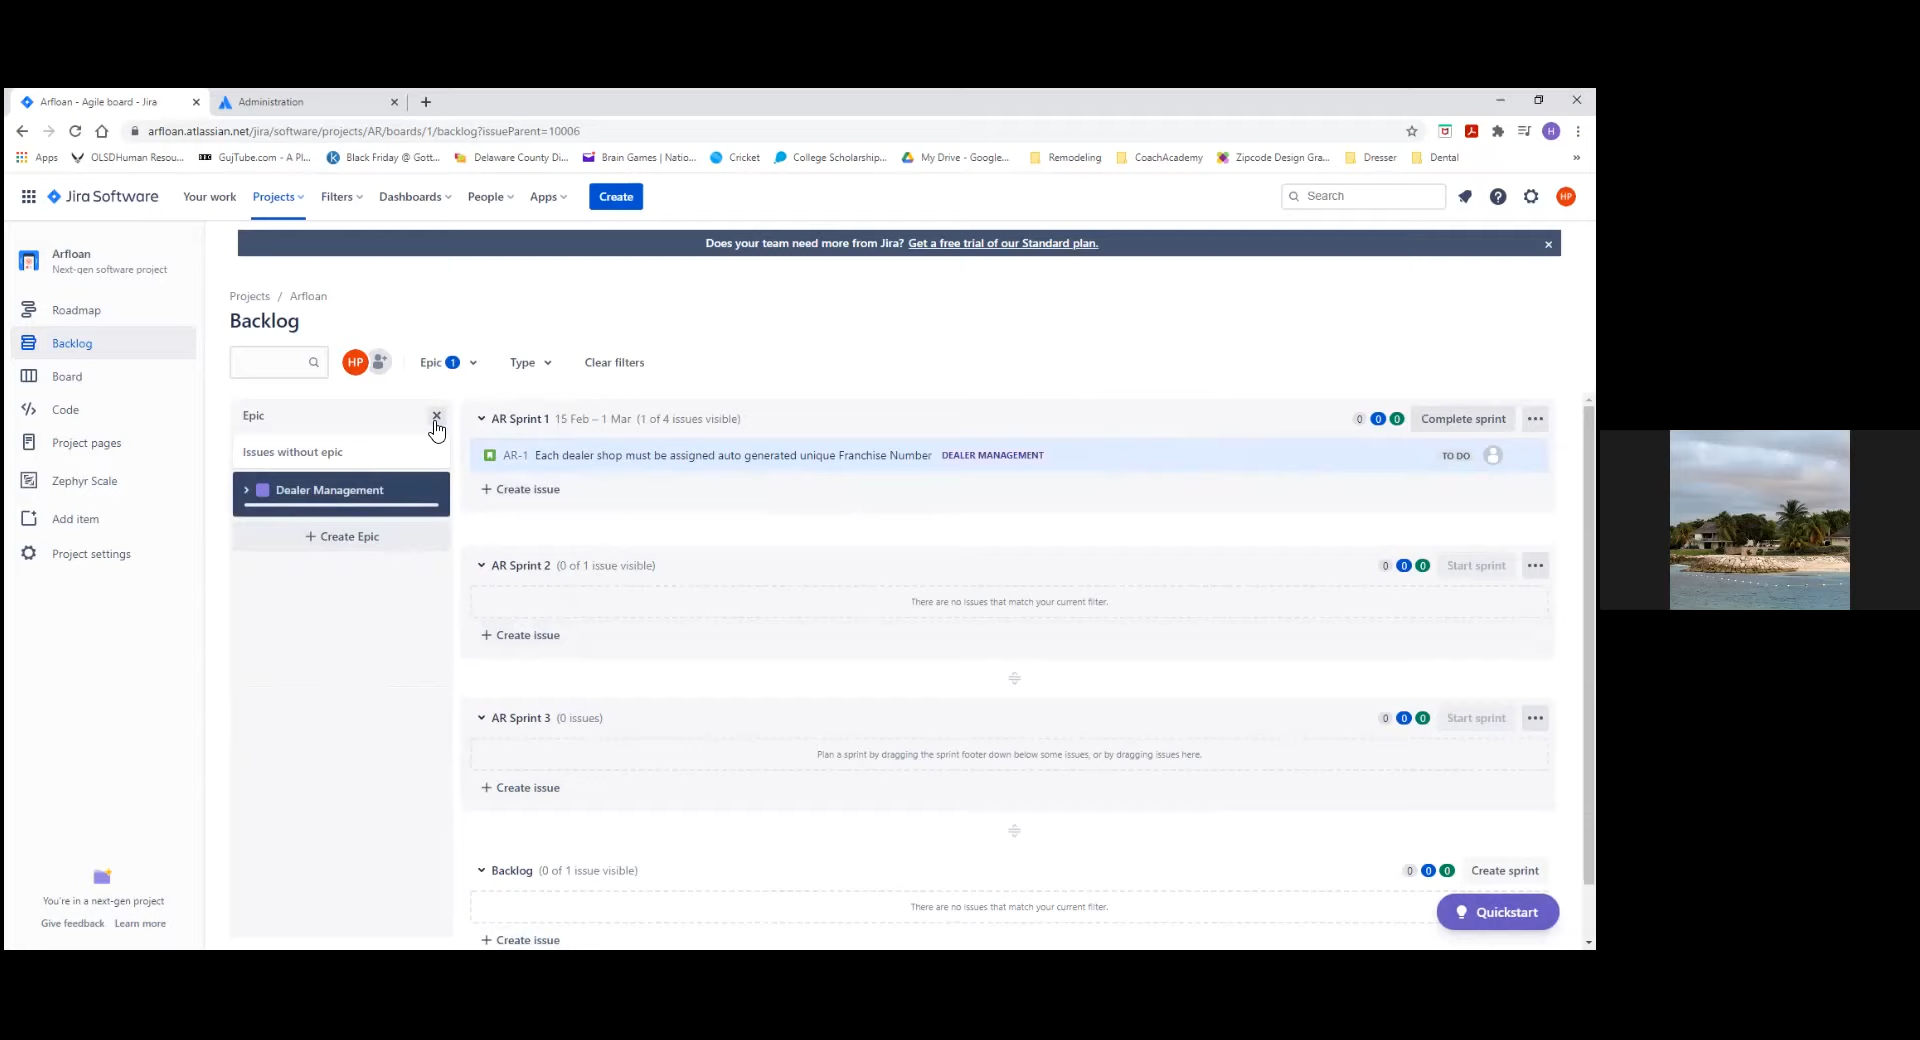 Arfloan - Agile board - Jira
Administration
arfloan.atlassian.net/jira/software/projects/AR/boards/1/backlog?issueParent=10006
H
Apps
OLSDHuman Resou...
GujTube.com - A Pl...
Black Friday @ Gott...
Delaware County Di...
Brain Games | Natio...
Cricket
College Scholarship...
My Drive - Google...
Remodeling
CoachAcademy
Zipcode Design Gra...
Dresser
Dental
»
Jira Software
Your work
Projects
Filters
Dashboards
People
Apps
Create
Search
HP
Does your team need more from Jira? Get a free trial of our Standard plan.
Arfloan
Next-gen software project
Roadmap
Backlog
Board
Code
Project pages
Zephyr Scale
Add item
Project settings
You're in a next-gen project
Give feedback Learn more
Projects / Arfloan
Backlog
HP
Epic 1
Type
Clear filters
Epic
Issues without epic
Dealer Management
+ Create Epic
AR Sprint 1 15 Feb – 1 Mar (1 of 4 issues visible)
0 0 0 Complete sprint
AR-1 Each dealer shop must be assigned auto generated unique Franchise Number DEALER MANAGEMENT TO DO
+ Create issue
AR Sprint 2 (0 of 1 issue visible)
0 0 0 Start sprint
There are no issues that match your current filter.
+ Create issue
AR Sprint 3 (0 issues)
0 0 0 Start sprint
Plan a sprint by dragging the sprint footer down below some issues, or by dragging issues here.
+ Create issue
Backlog (0 of 1 issue visible)
0 0 0 Create sprint
There are no issues that match your current filter.
+ Create issue
Quickstart